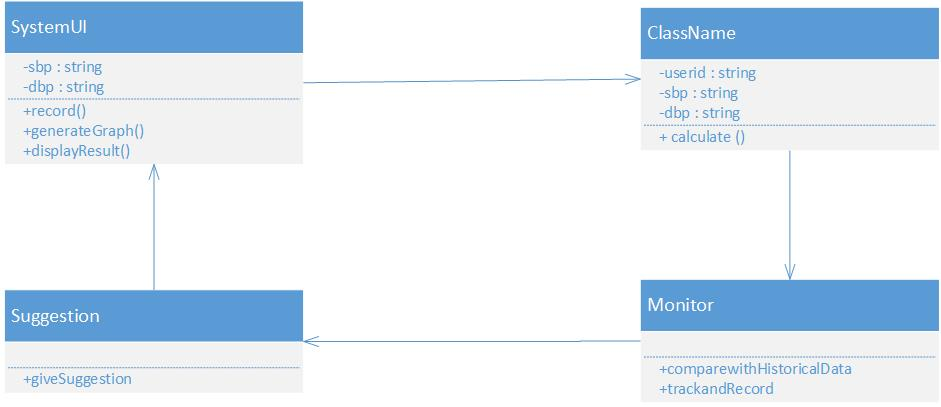 SystemUI
-sbp : string
-dbp : string
+record()
+generateGraph()
+displayResult()
ClassName
-userid : string
-sbp : string
-dbp : string
+ calculate ()
Suggestion
+giveSuggestion
Monitor
+comparewithHistoricalData
+trackandRecord